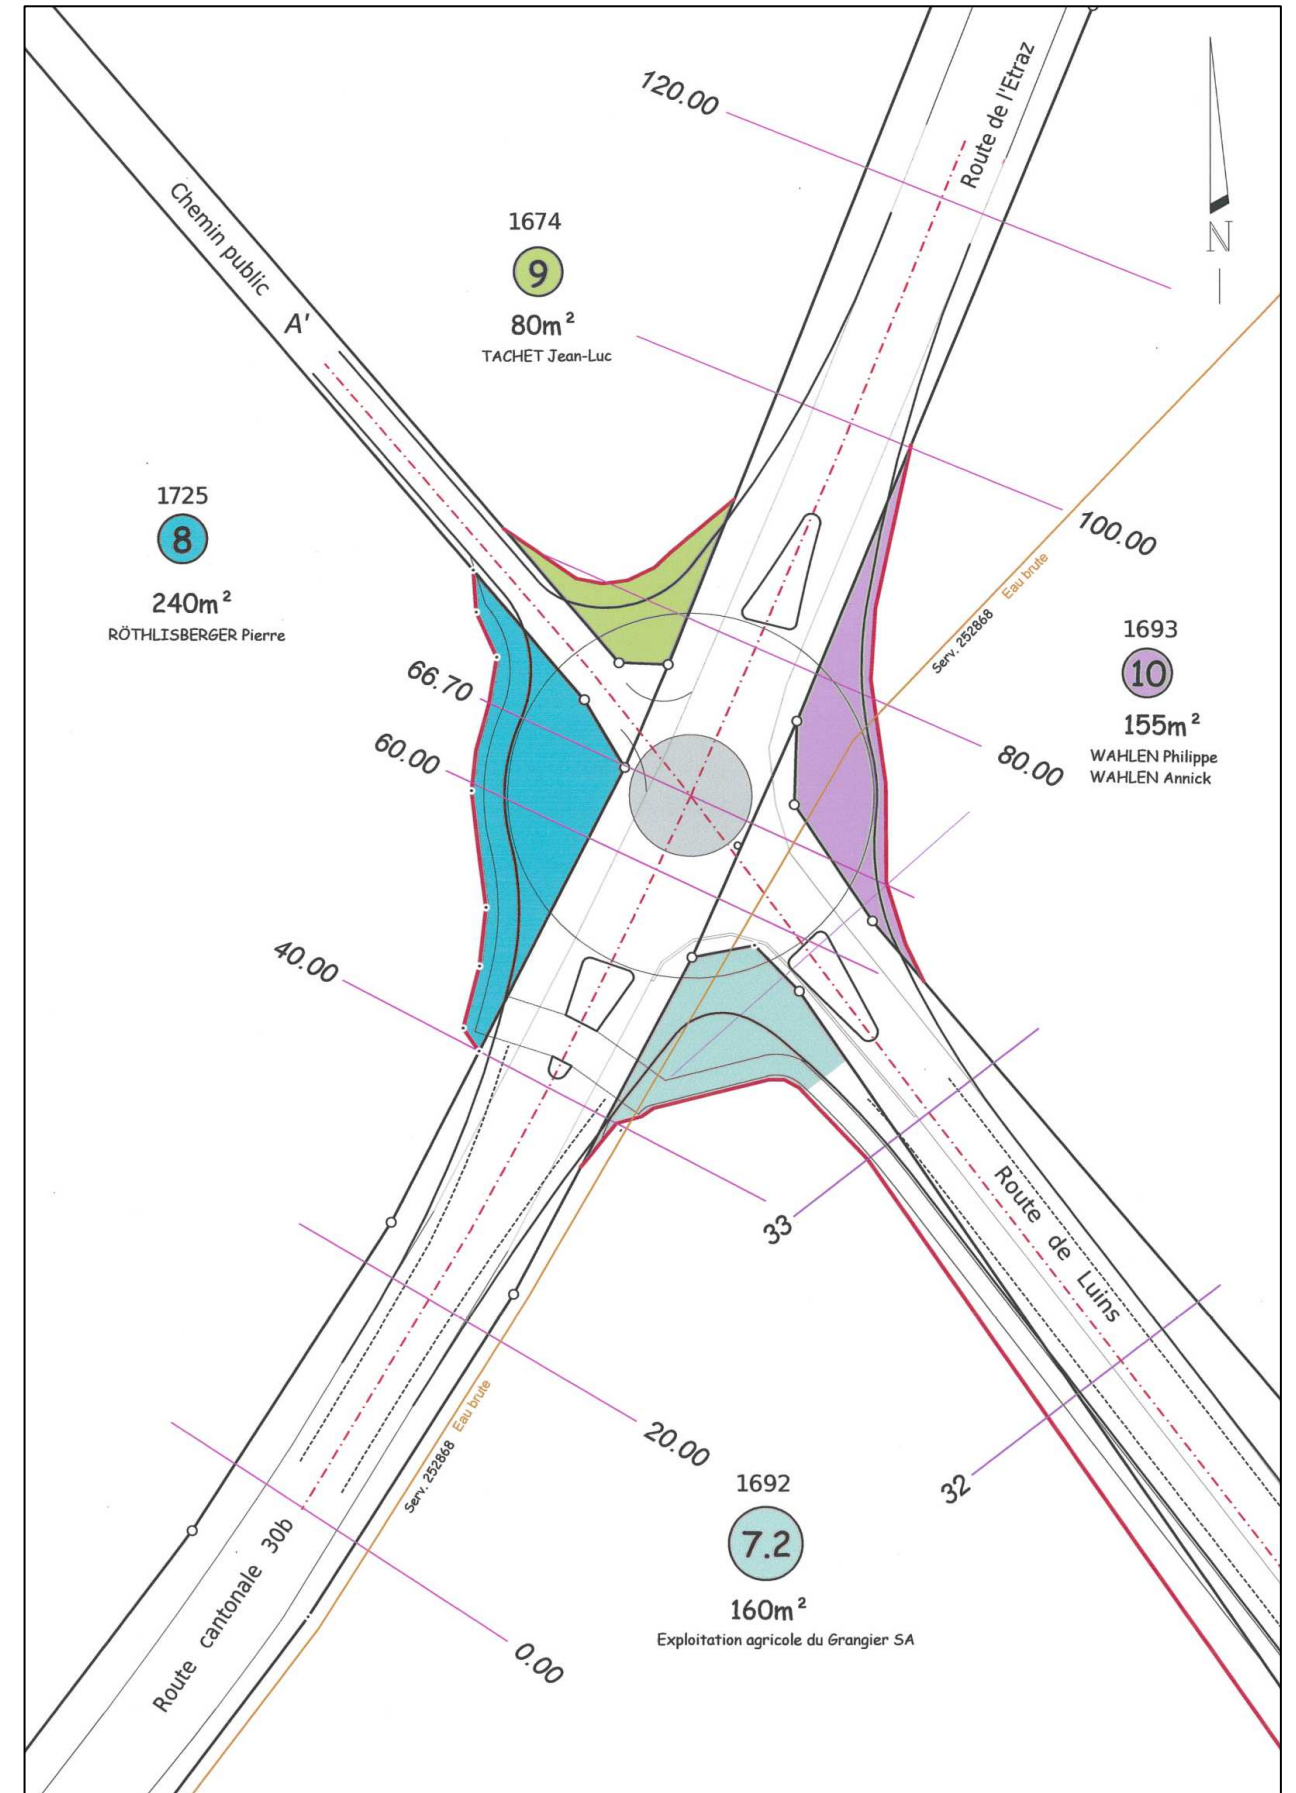 120.00
Route de l'Etraz
N
Chemin public
A'
1674
9
80m²
TACHET Jean-Luc
1725
8
240m²
RÖTHLISBERGER Pierre
100.00
Serv. 252868 Eau brute
1693
10
155m²
WAHLEN Philippe
WAHLEN Annick
66.70
60.00
80.00
40.00
33
Route de Luins
20.00
32
Serv. 252868 Eau brute
1692
7.2
160m²
Exploitation agricole du Grangier SA
Route cantonale 30b
0.00